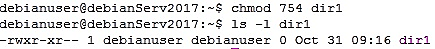 debianuser@debianServ2017:~$ chmod 754 dir1
debianuser@debianServ2017:~$ ls -l dir1
-rwxr-xr-- 1 debianuser debianuser 0 Oct 31 09:16 dir1